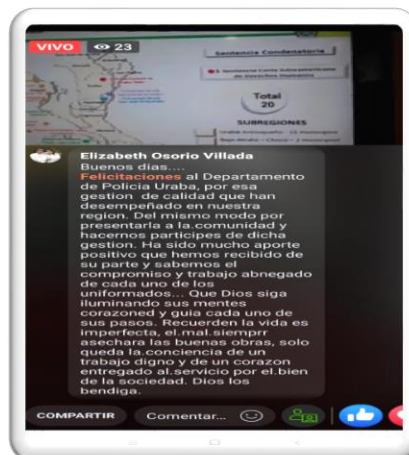 VIVO 23
Sentencia Condenatoria
Total
20
SUBREGIONES
Elizabeth Osorio Villada
Buenos dias....
Felicitaciones al Departamento
de Policia Uraba, por esa
gestion de calidad que han
desempeñado en nuestra
region. Del mismo modo por
presentarla a la.comunidad y
hacernos participes de dicha
gestion. Ha sido mucho aporte
positivo que hemos recibido de
su parte y sabemos el
compromiso y trabajo abnegado
de cada uno de los
uniformados... Que Dios siga
iluminando sus mentes
corazoned y guia cada uno de
sus pasos. Recuerden la vida es
imperfecta, el.mal.siemprr
asechara las buenas obras, solo
queda la.conciencia de un
trabajo digno y de un corazon
entregado al.servicio por el.bien
de la sociedad. Dios los
bendiga.
COMPARTIR Comentar...